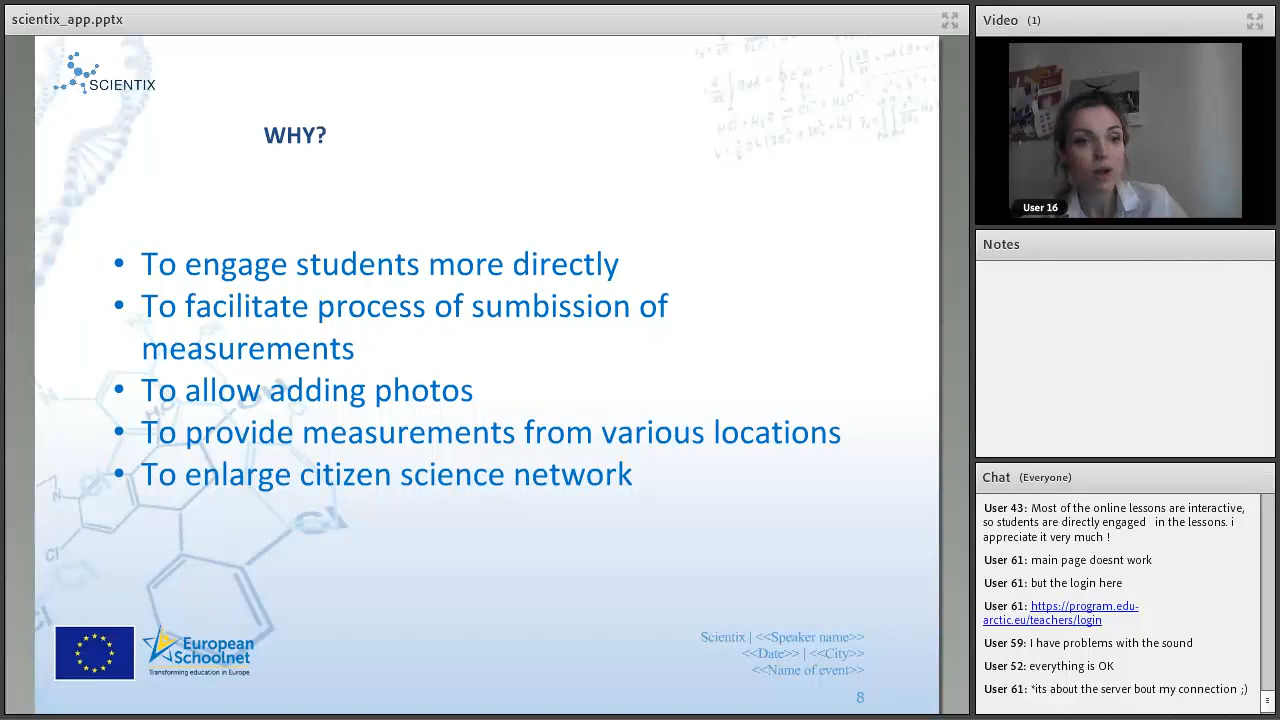 scientix_app.pptx
SCIENTIX
WHY?
• To engage students more directly
• To facilitate process of sumbission of
measurements
• To allow adding photos
• To provide measurements from various locations
• To enlarge citizen science network
European
Schoolnet
Transforming education in Europe
Scientix | <<Speaker name>>
<<Date>> | <<City>>
<<Name of event>>
8
Video (1)
User 16
Notes
Chat (Everyone)
User 43: Most of the online lessons are interactive,
so students are directly engaged in the lessons. i
appreciate it very much !
User 61: main page doesnt work
User 61: but the login here
User 61: https://program.edu-
arctic.eu/teachers/login
User 59: I have problems with the sound
User 52: everything is OK
User 61: *its about the server bout my connection ;)